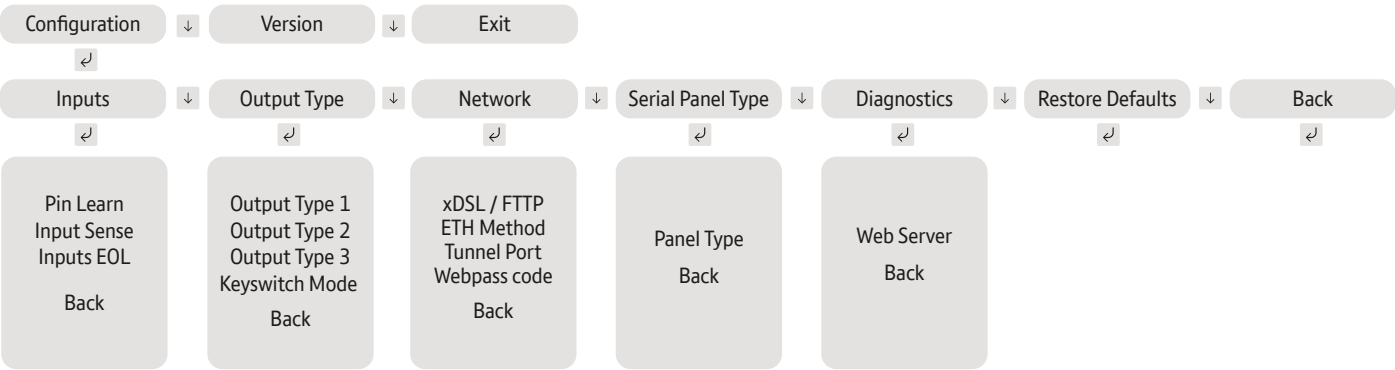 Configuration ↓ Version ↓ Exit
Inputs ↓ Output Type ↓ Network ↓ Serial Panel Type ↓ Diagnostics ↓ Restore Defaults ↓ Back
Pin Learn
Input Sense
Inputs EOL
Back
Output Type 1
Output Type 2
Output Type 3
Keyswitch Mode
Back
xDSL / FTTP
ETH Method
Tunnel Port
Webpass code
Back
Panel Type
Back
Web Server
Back